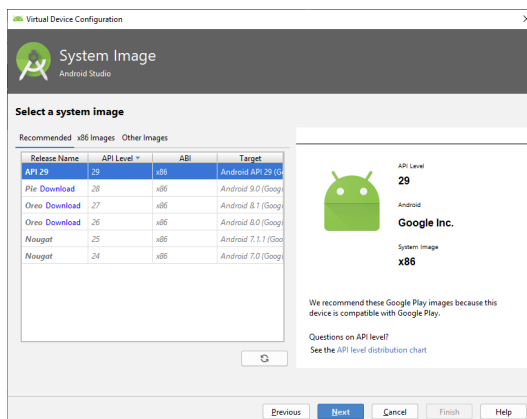 Virtual Device Configuration
System Image
Android Studio
Select a system image
Recommended x86 Images Other Images
Release Name API Level ABI Target
API 29 29 x86 Android API 29 (G
Pie Download 28 x86 Android 9.0 (Googl
Oreo Download 27 x86 Android 8.1 (Googl
Oreo Download 26 x86 Android 8.0 (Googl
Nougat 25 x86 Android 7.1.1 (Goo
Nougat 24 x86 Android 7.0 (Googl
API Level
29
Android
Google Inc.
System Image
x86
We recommend these Google Play images because this
device is compatible with Google Play.
Questions on API level?
See the API level distribution chart
Previous Next Cancel Finish Help